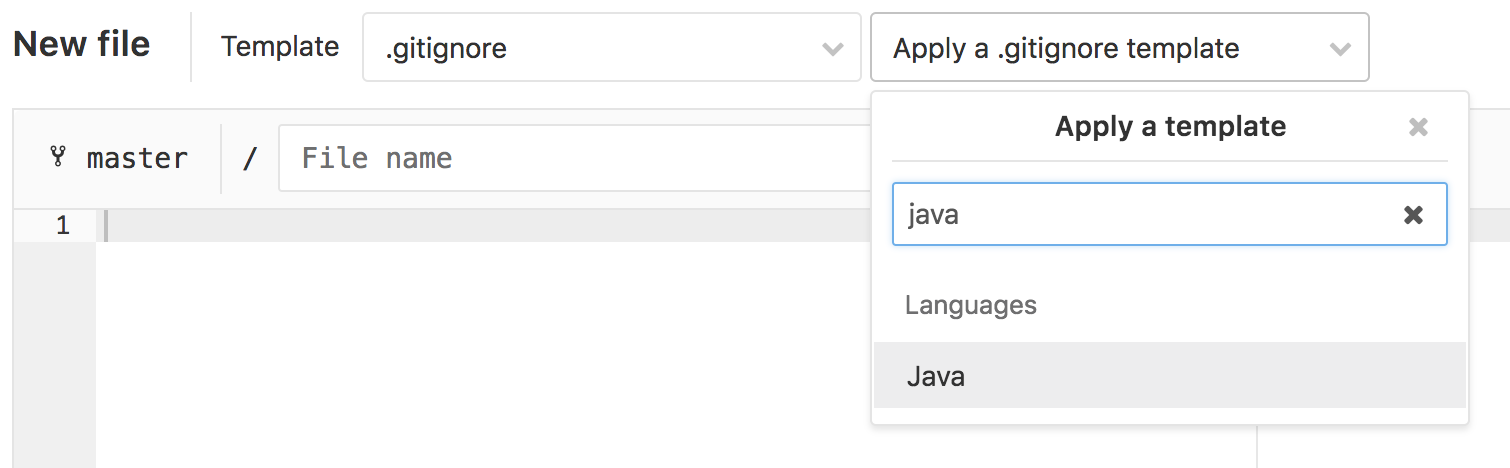 New file
Template
.gitignore
Apply a .gitignore template
Apply a template
master
/
File name
java
1
Languages
Java